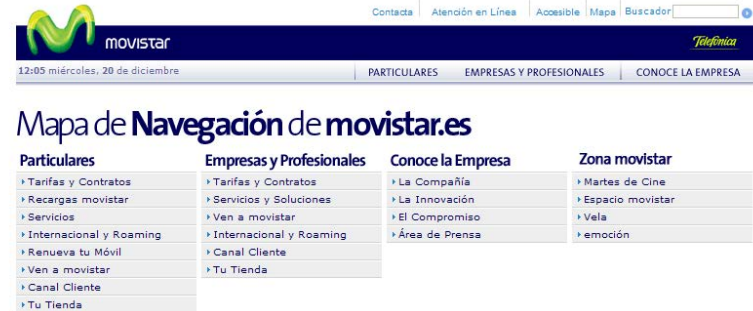 Contacta Atención en Línea Accesible Mapa Buscador
movistar
Telefónica
12:05 miércoles, 20 de diciembre
PARTICULARES EMPRESAS Y PROFESIONALES CONOCE LA EMPRESA
Mapa de Navegación de movistar.es
Particulares
Tarifas y Contratos
Recargas movistar
Servicios
Internacional y Roaming
Renueva tu Móvil
Ven a movistar
Canal Cliente
Tu Tienda
Empresas y Profesionales
Tarifas y Contratos
Servicios y Soluciones
Ven a movistar
Internacional y Roaming
Canal Cliente
Tu Tienda
Conoce la Empresa
La Compañía
La Innovación
El Compromiso
Área de Prensa
Zona movistar
Martes de Cine
Espacio movistar
Vela
emoción